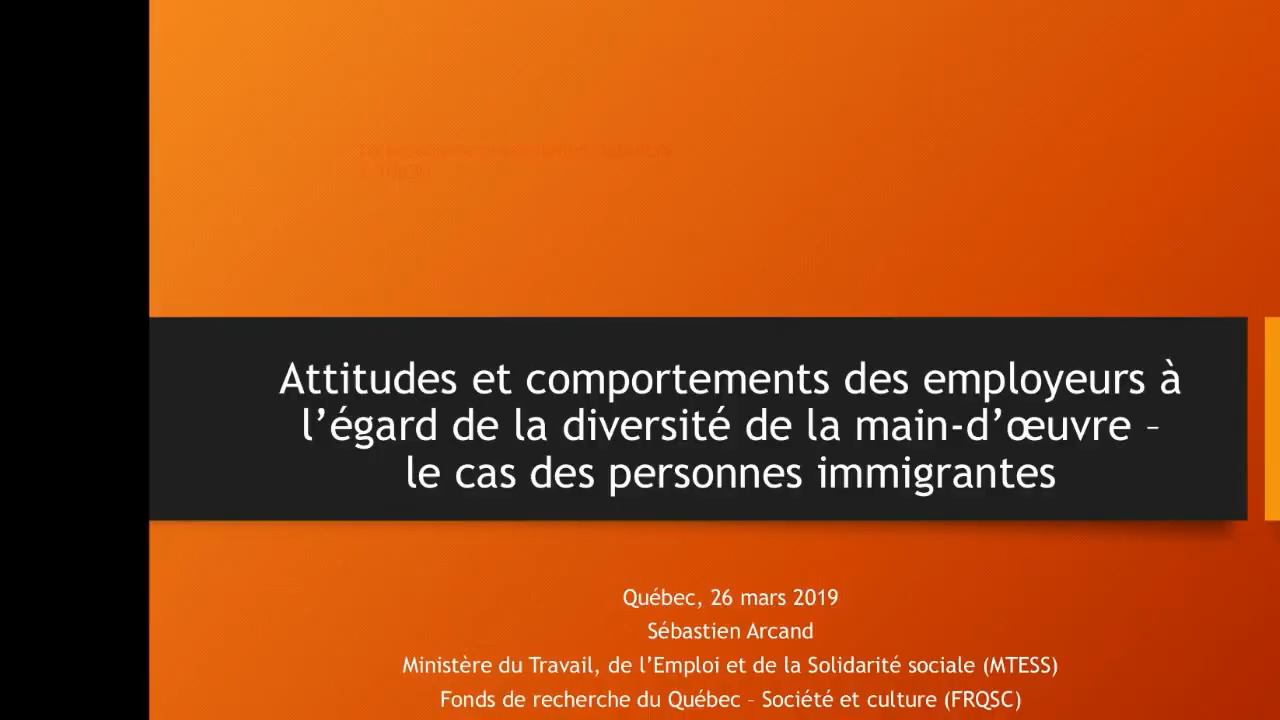 Attitudes et comportements des employeurs à
l’égard de la diversité de la main-d’œuvre –
le cas des personnes immigrantes
Québec, 26 mars 2019
Sébastien Arcand
Ministère du Travail, de l’Emploi et de la Solidarité sociale (MTESS)
Fonds de recherche du Québec – Société et culture (FRQSC)